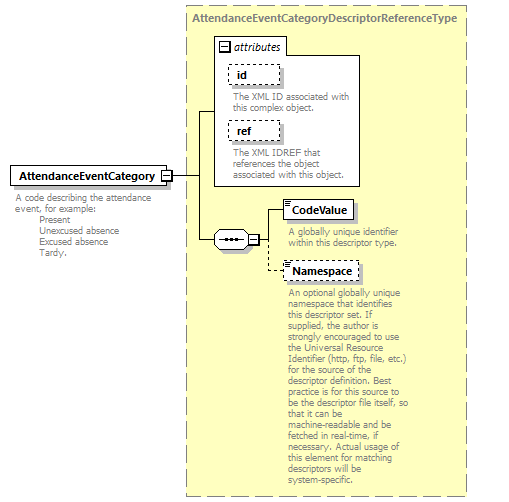 AttendanceEventCategoryDescriptorReferenceType
attributes
id
The XML ID associated with
this complex object.
ref
The XML IDREF that
references the object
associated with this object.
AttendanceEventCategory
A code describing the attendance
event, for example:
Present
Unexcused absence
Excused absence
Tardy.
CodeValue
A globally unique identifier
within this descriptor type.
Namespace
An optional globally unique
namespace that identifies
this descriptor set. If
supplied, the author is
strongly encouraged to use
the Universal Resource
Identifier (http, ftp, file, etc.)
for the source of the
descriptor definition. Best
practice is for this source to
be the descriptor file itself, so
that it can be
machine-readable and be
fetched in real-time, if
necessary. Actual usage of
this element for matching
descriptors will be
system-specific.